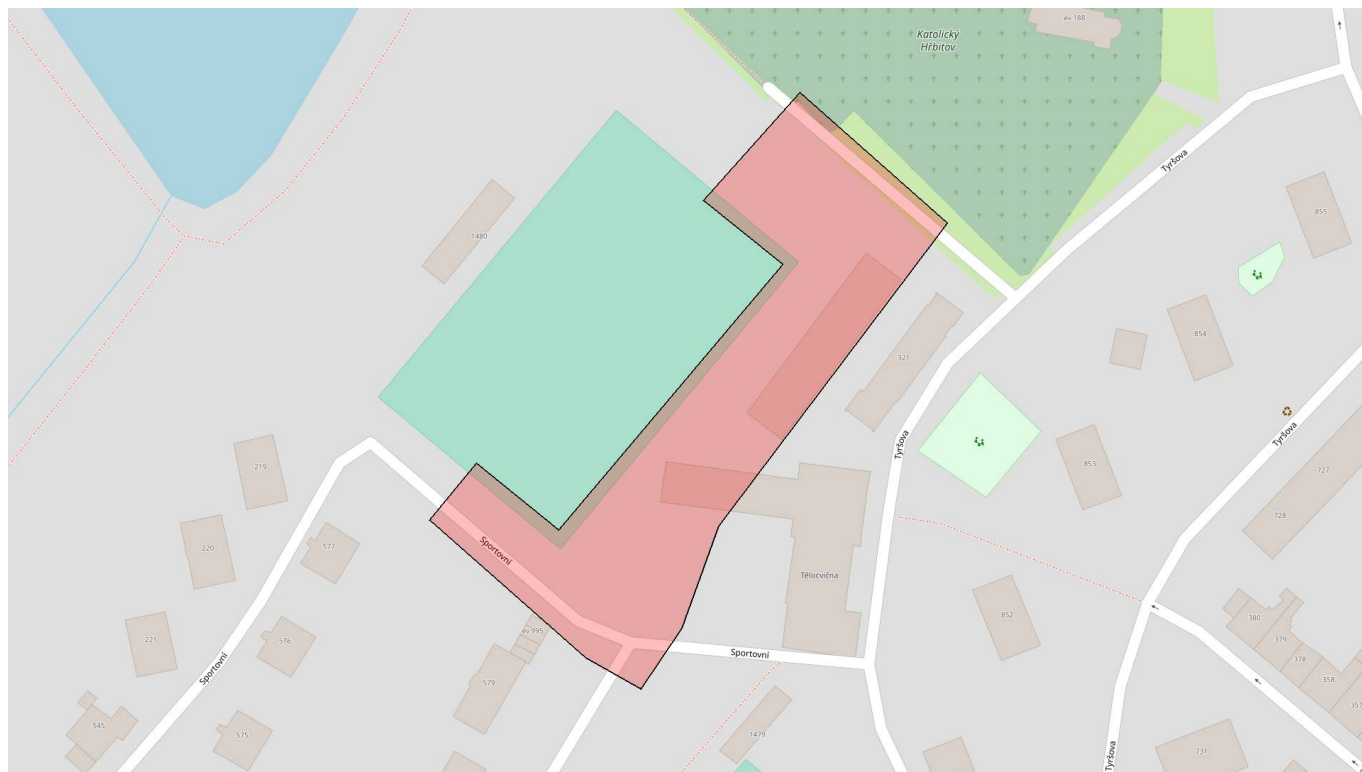 ev.188
Katolický
Hřbitov
Tyršova
855
1480
854
321
Tyršova
853
Tyršova
219
727
728
220
577
Sportovní
Tělocvična
852
221
576
ev.995
380
379
378
358
357
Sportovní
Sportovní
579
545
575
1479
731
Tyršova